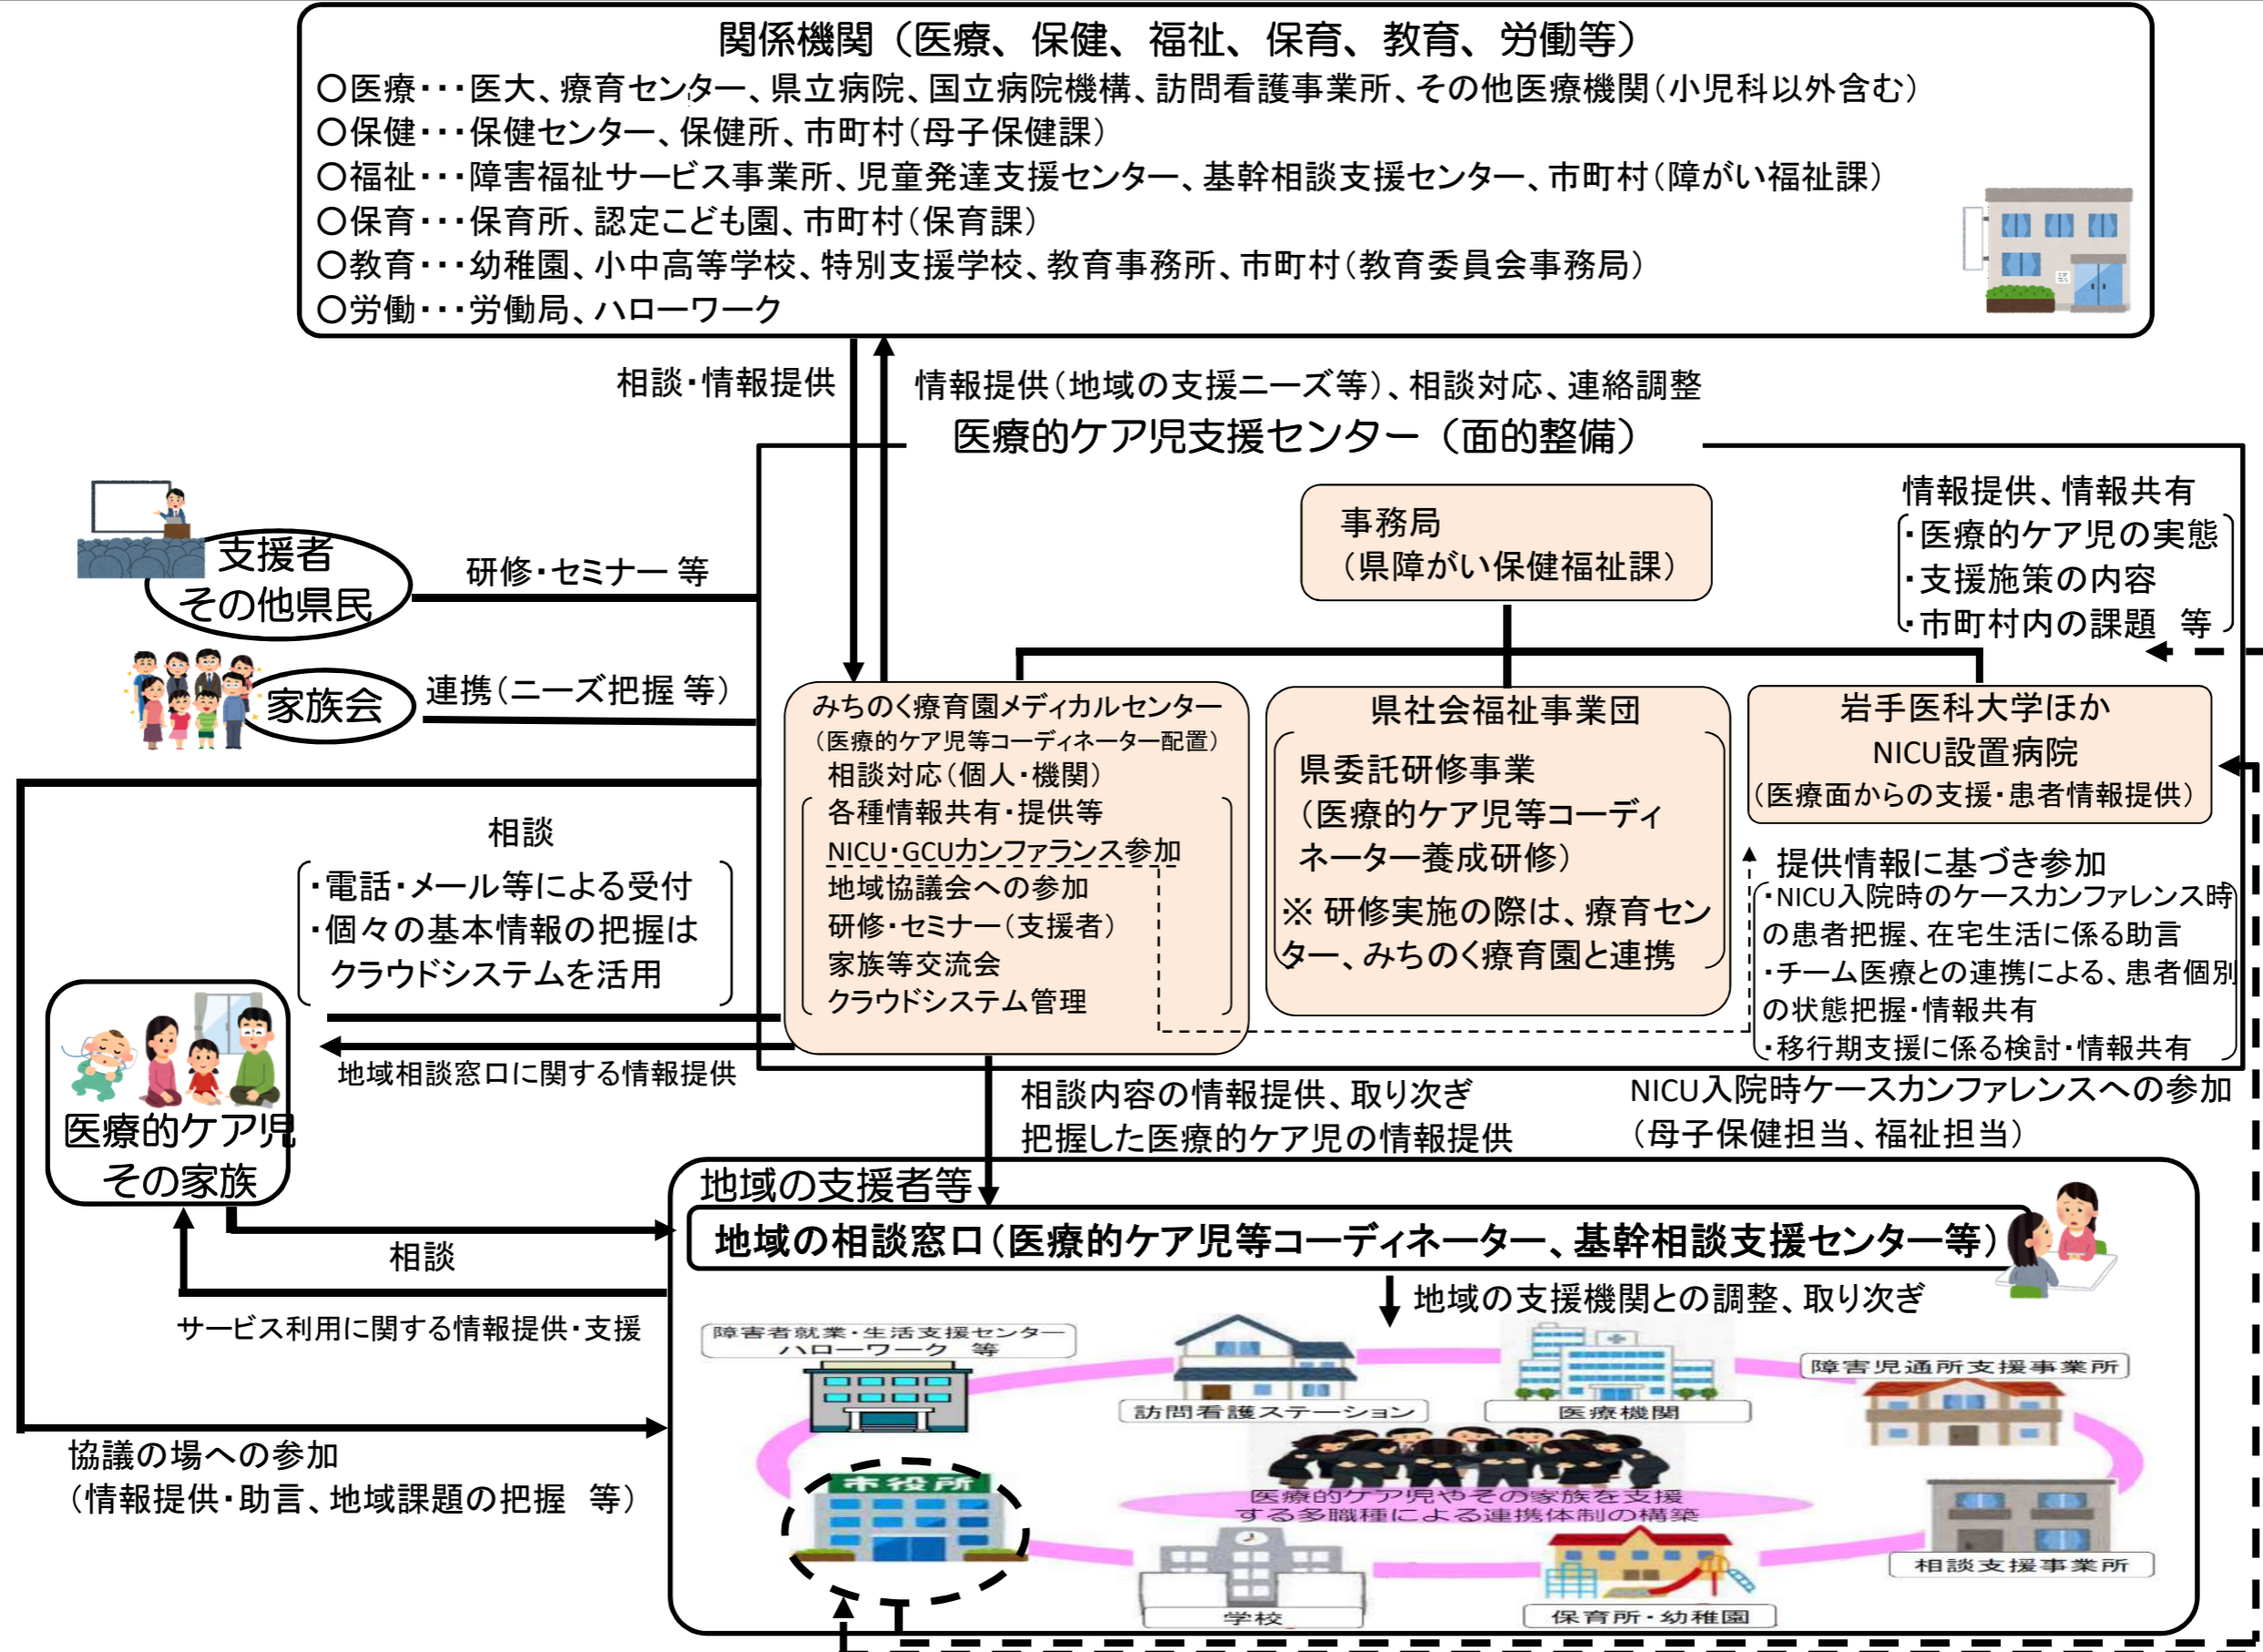 関係機関（医療、保健、福祉、保育、教育、労働等）
〇医療･･･医大、療育センター、県立病院、国立病院機構、訪問看護事業所、その他医療機関（小児科以外含む）
〇保健･･･保健センター、保健所、市町村（母子保健課）
〇福祉･･･障害福祉サービス事業所、児童発達支援センター、基幹相談支援センター、市町村（障がい福祉課）
〇保育･･･保育所、認定こども園、市町村（保育課）
〇教育･･･幼稚園、小中高等学校、特別支援学校、教育事務所、市町村（教育委員会事務局）
〇労働･･･労働局、ハローワーク
相談・情報提供
情報提供（地域の支援ニーズ等）、相談対応、連絡調整
医療的ケア児支援センター（面的整備）
支援者
その他県民
研修・セミナー 等
家族会
連携（ニーズ把握 等）
事務局
（県障がい保健福祉課）
情報提供、情報共有
・医療的ケア児の実態
・支援施策の内容
・市町村内の課題　等
みちのく療育園メディカルセンター
（医療的ケア児等コーディネーター配置）
相談対応（個人・機関）
各種情報共有・提供等
NICU・GCUカンファランス参加
地域協議会への参加
研修・セミナー（支援者）
家族等交流会
クラウドシステム管理
県社会福祉事業団
県委託研修事業
（医療的ケア児等コーディ
ネーター養成研修）
※ 研修実施の際は、療育セン
ター、みちのく療育園と連携
岩手医科大学ほか
NICU設置病院
（医療面からの支援・患者情報提供）
提供情報に基づき参加
・NICU入院時のケースカンファレンス時
の患者把握、在宅生活に係る助言
・チーム医療との連携による、患者個別
の状態把握・情報共有
・移行期支援に係る検討・情報共有
相談
・電話・メール等による受付
・個々の基本情報の把握は
クラウドシステムを活用
地域相談窓口に関する情報提供
医療的ケア児
その家族
相談内容の情報提供、取り次ぎ
把握した医療的ケア児の情報提供
NICU入院時ケースカンファレンスへの参加
（母子保健担当、福祉担当）
相談
サービス利用に関する情報提供・支援
協議の場への参加
（情報提供・助言、地域課題の把握　等）
地域の支援者等
地域の相談窓口（医療的ケア児等コーディネーター、基幹相談支援センター等）
地域の支援機関との調整、取り次ぎ
障害者就業・生活支援センター
ハローワーク　等
訪問看護ステーション
医療機関
障害児通所支援事業所
市役所
医療的ケア児やその家族を支援
する多職種による連携体制の構築
相談支援事業所
学校
保育所・幼稚園